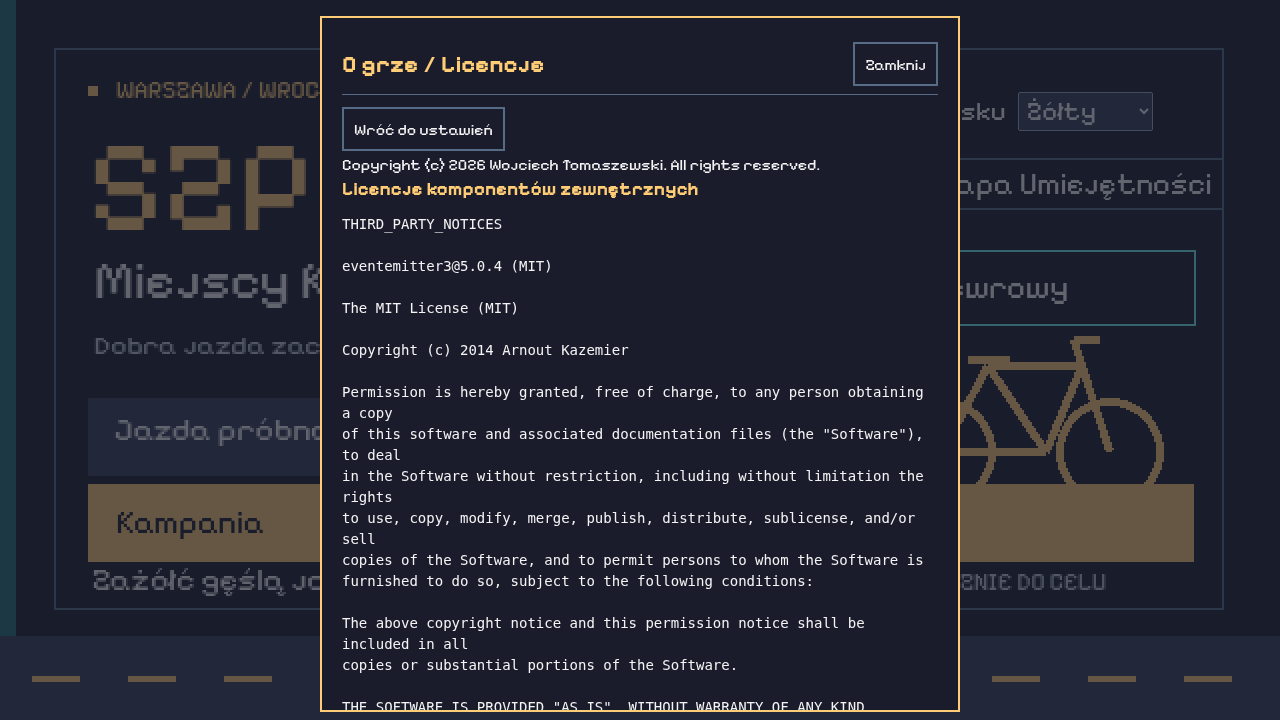 O grze / Licencje
Zamknij
Wróć do ustawień
Copyright (c) 2026 Wojciech Tomaszewski. All rights reserved.
Licencje komponentów zewnętrznych
THIRD_PARTY_NOTICES
eventemitter3@5.0.4 (MIT)
The MIT License (MIT)
Copyright (c) 2014 Arnout Kazemier
Permission is hereby granted, free of charge, to any person obtaining
a copy
of this software and associated documentation files (the "Software"),
to deal
in the Software without restriction, including without limitation the
rights
to use, copy, modify, merge, publish, distribute, sublicense, and/or
sell
copies of the Software, and to permit persons to whom the Software is
furnished to do so, subject to the following conditions:
The above copyright notice and this permission notice shall be
included in all
copies or substantial portions of the Software.
THE SOFTWARE IS PROVIDED "AS IS", WITHOUT WARRANTY OF ANY KIND
WARSZAWA / WROC
SZP
Miejscy
Dobra jazda zac
Jazda próbna
Kampania
Zażółć gęślą
sku
Żółty
apa Umiejętności
wrowy
ZNIE DO CELU